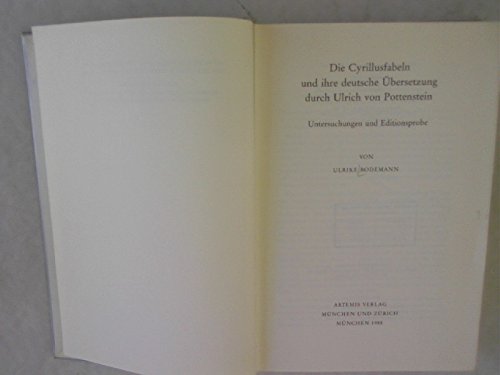 Die Cyrillusfabeln
und ihre deutsche Übersetzung
durch Ulrich von Pottenstein
Untersuchungen und Editionsprobe
VON
ULRIKE BODEMANN
ARTEMIS VERLAG
MÜNCHEN UND ZÜRICH
MÜNCHEN 1988